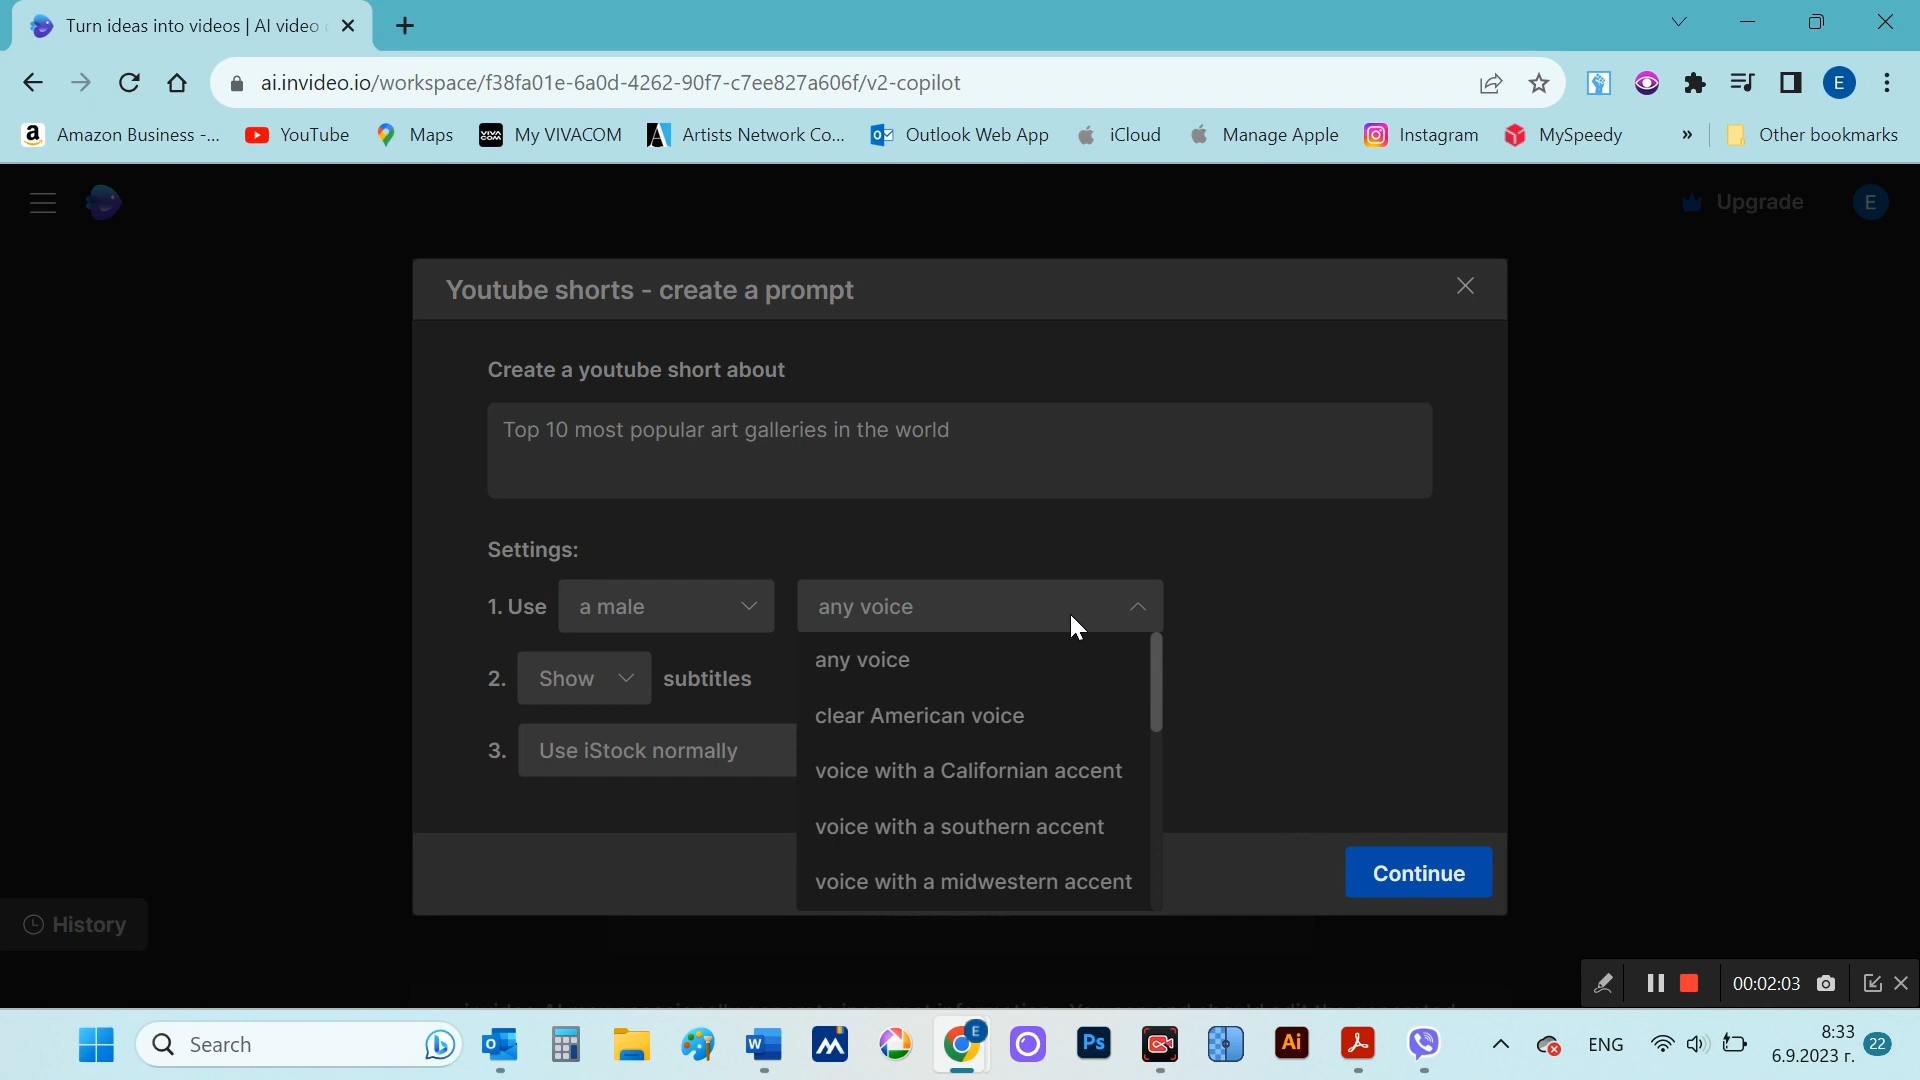 Turn ideas into videos | AI video
ai.invideo.io/workspace/f38fa01e-6a0d-4262-90f7-c7ee827a606f/v2-copilot
E
a Amazon Business -... YouTube Maps VIVACOM My VIVACOM Artists Network Co... Outlook Web App iCloud Manage Apple Instagram MySpeedy » Other bookmarks
Upgrade E
Youtube shorts - create a prompt
Create a youtube short about
Top 10 most popular art galleries in the world
Settings:
1. Use a male any voice
any voice
2. Show subtitles
clear American voice
3. Use iStock normally
voice with a Californian accent
voice with a southern accent
voice with a midwestern accent
Continue
History
00:02:03
Search
E
Ps
Ai
ENG
8:33
6.9.2023 г.
22